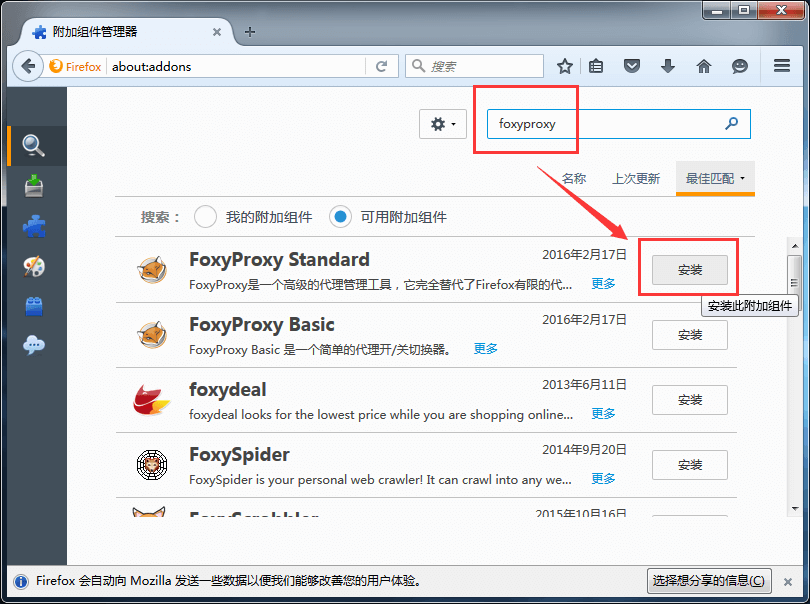 附加组件管理器
Firefox about:addons 搜索
foxyproxy
名称 上次更新 最佳匹配
搜索： 我的附加组件 可用附加组件
FoxyProxy Standard 2016年2月17日
FoxyProxy是一个高级的代理管理工具，它完全替代了Firefox有限的代... 更多
安装
安装此附加组件
FoxyProxy Basic 2016年2月17日
FoxyProxy Basic 是一个简单的代理开/关切换器。 更多
安装
foxydeal 2013年6月11日
foxydeal looks for the lowest price while you are shopping online... 更多
安装
FoxySpider 2014年9月20日
FoxySpider is your personal web crawler! It can crawl into any we... 更多
安装
2015年10月16日
Firefox 会自动向 Mozilla 发送一些数据以便我们能够改善您的用户体验。 选择想分享的信息(C)